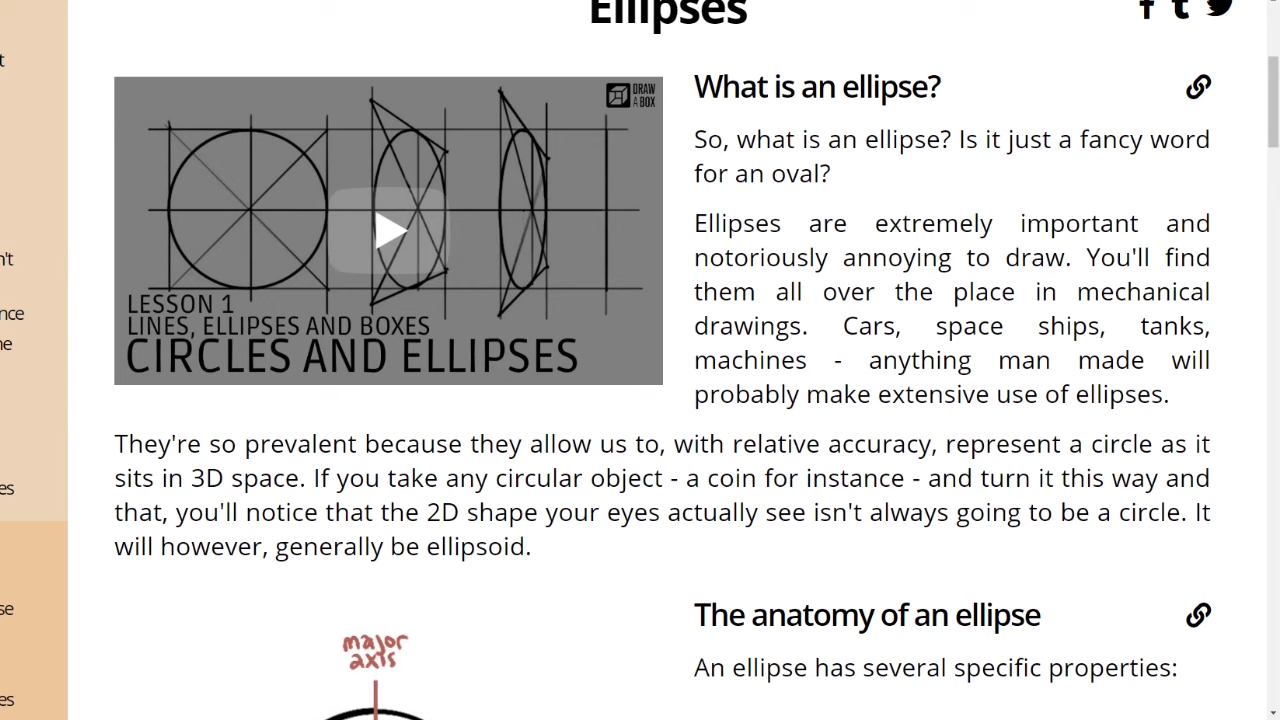 Ellipses
t
DRAW
A BOX
LESSON 1
LINES, ELLIPSES AND BOXES
CIRCLES AND ELLIPSES
What is an ellipse?
So, what is an ellipse? Is it just a fancy word
for an oval?
Ellipses are extremely important and
notoriously annoying to draw. You'll find
them all over the place in mechanical
drawings. Cars, space ships, tanks,
machines - anything man made will
probably make extensive use of ellipses.
n't
nce
ne
They're so prevalent because they allow us to, with relative accuracy, represent a circle as it
sits in 3D space. If you take any circular object - a coin for instance - and turn it this way and
that, you'll notice that the 2D shape your eyes actually see isn't always going to be a circle. It
will however, generally be ellipsoid.
es
se
es
major
axis
The anatomy of an ellipse
An ellipse has several specific properties: